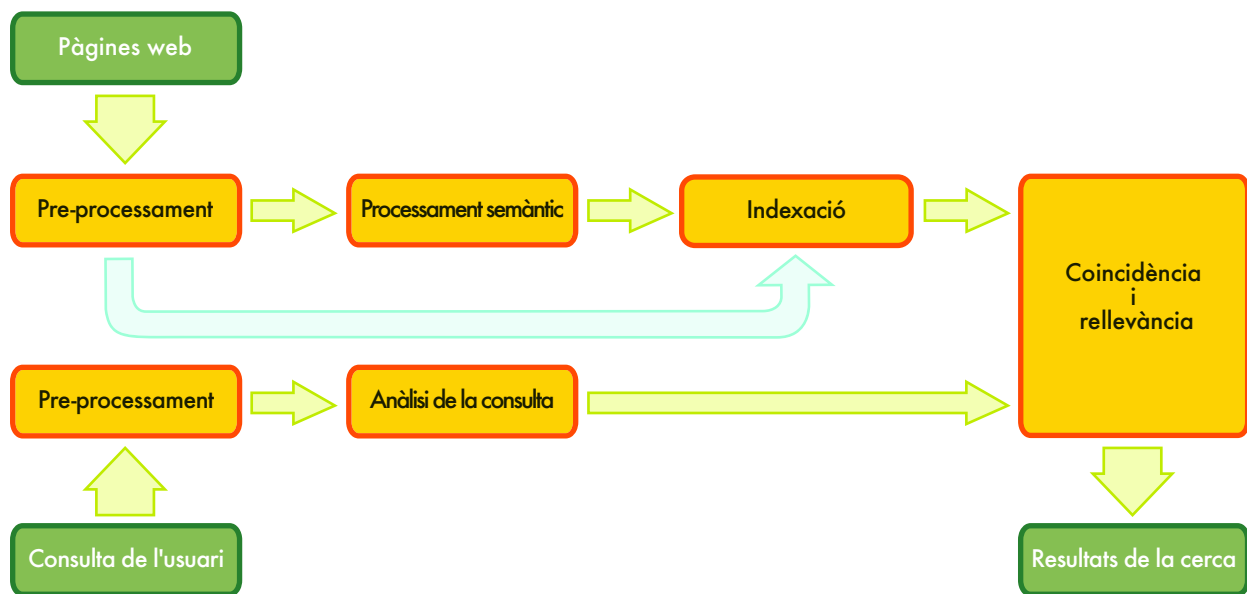 Pàgines web
Pre-processament
Processament semàntic
Indexació
Coincidència
i
rellevància
Pre-processament
Anàlisi de la consulta
Consulta de l'usuari
Resultats de la cerca